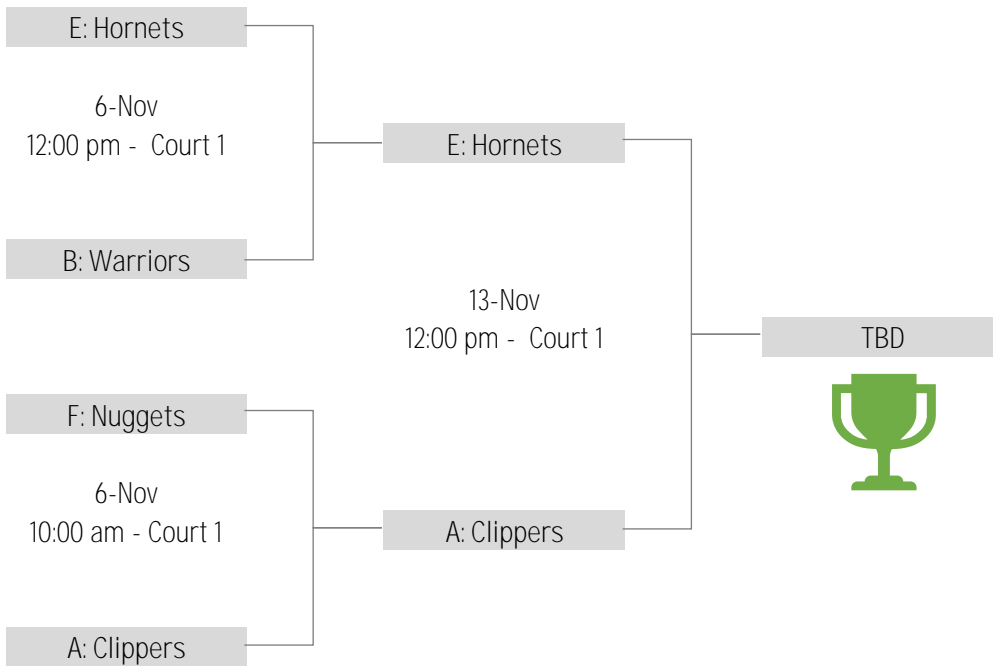 E: Hornets
6-Nov
12:00 pm - Court 1
B: Warriors
F: Nuggets
6-Nov
10:00 am - Court 1
A: Clippers
E: Hornets
13-Nov
12:00 pm - Court 1
A: Clippers
TBD